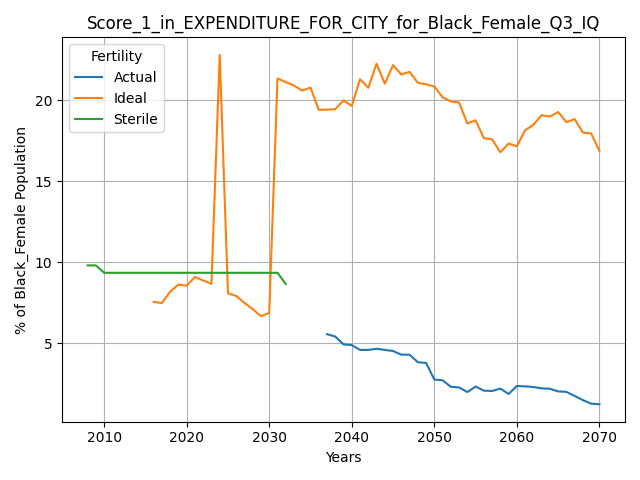 Score_1_in_EXPENDITURE_FOR_CITY_for_Black_Female_Q3_IQ
Fertility
Actual
Ideal
Sterile
% of Black_Female Population
20
15
10
5
2010 2020 2030 2040 2050 2060 2070
Years